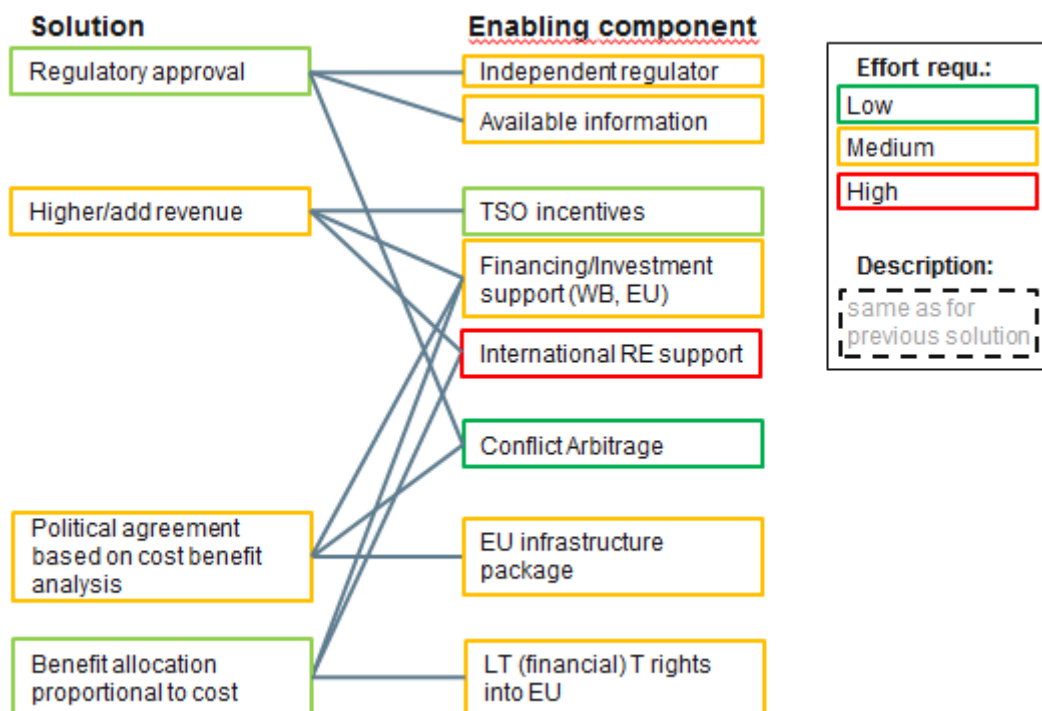 Solution
Enabling component
Regulatory approval
Independent regulator
Available information
Higher/add revenue
TSO incentives
Financing/Investment
support (WB, EU)
International RE support
Conflict Arbitrage
Political agreement
based on cost benefit
analysis
EU infrastructure
package
Benefit allocation
proportional to cost
LT (financial) T rights
into EU
Effort requ.:
Low
Medium
High
Description:
same as for
previous solution